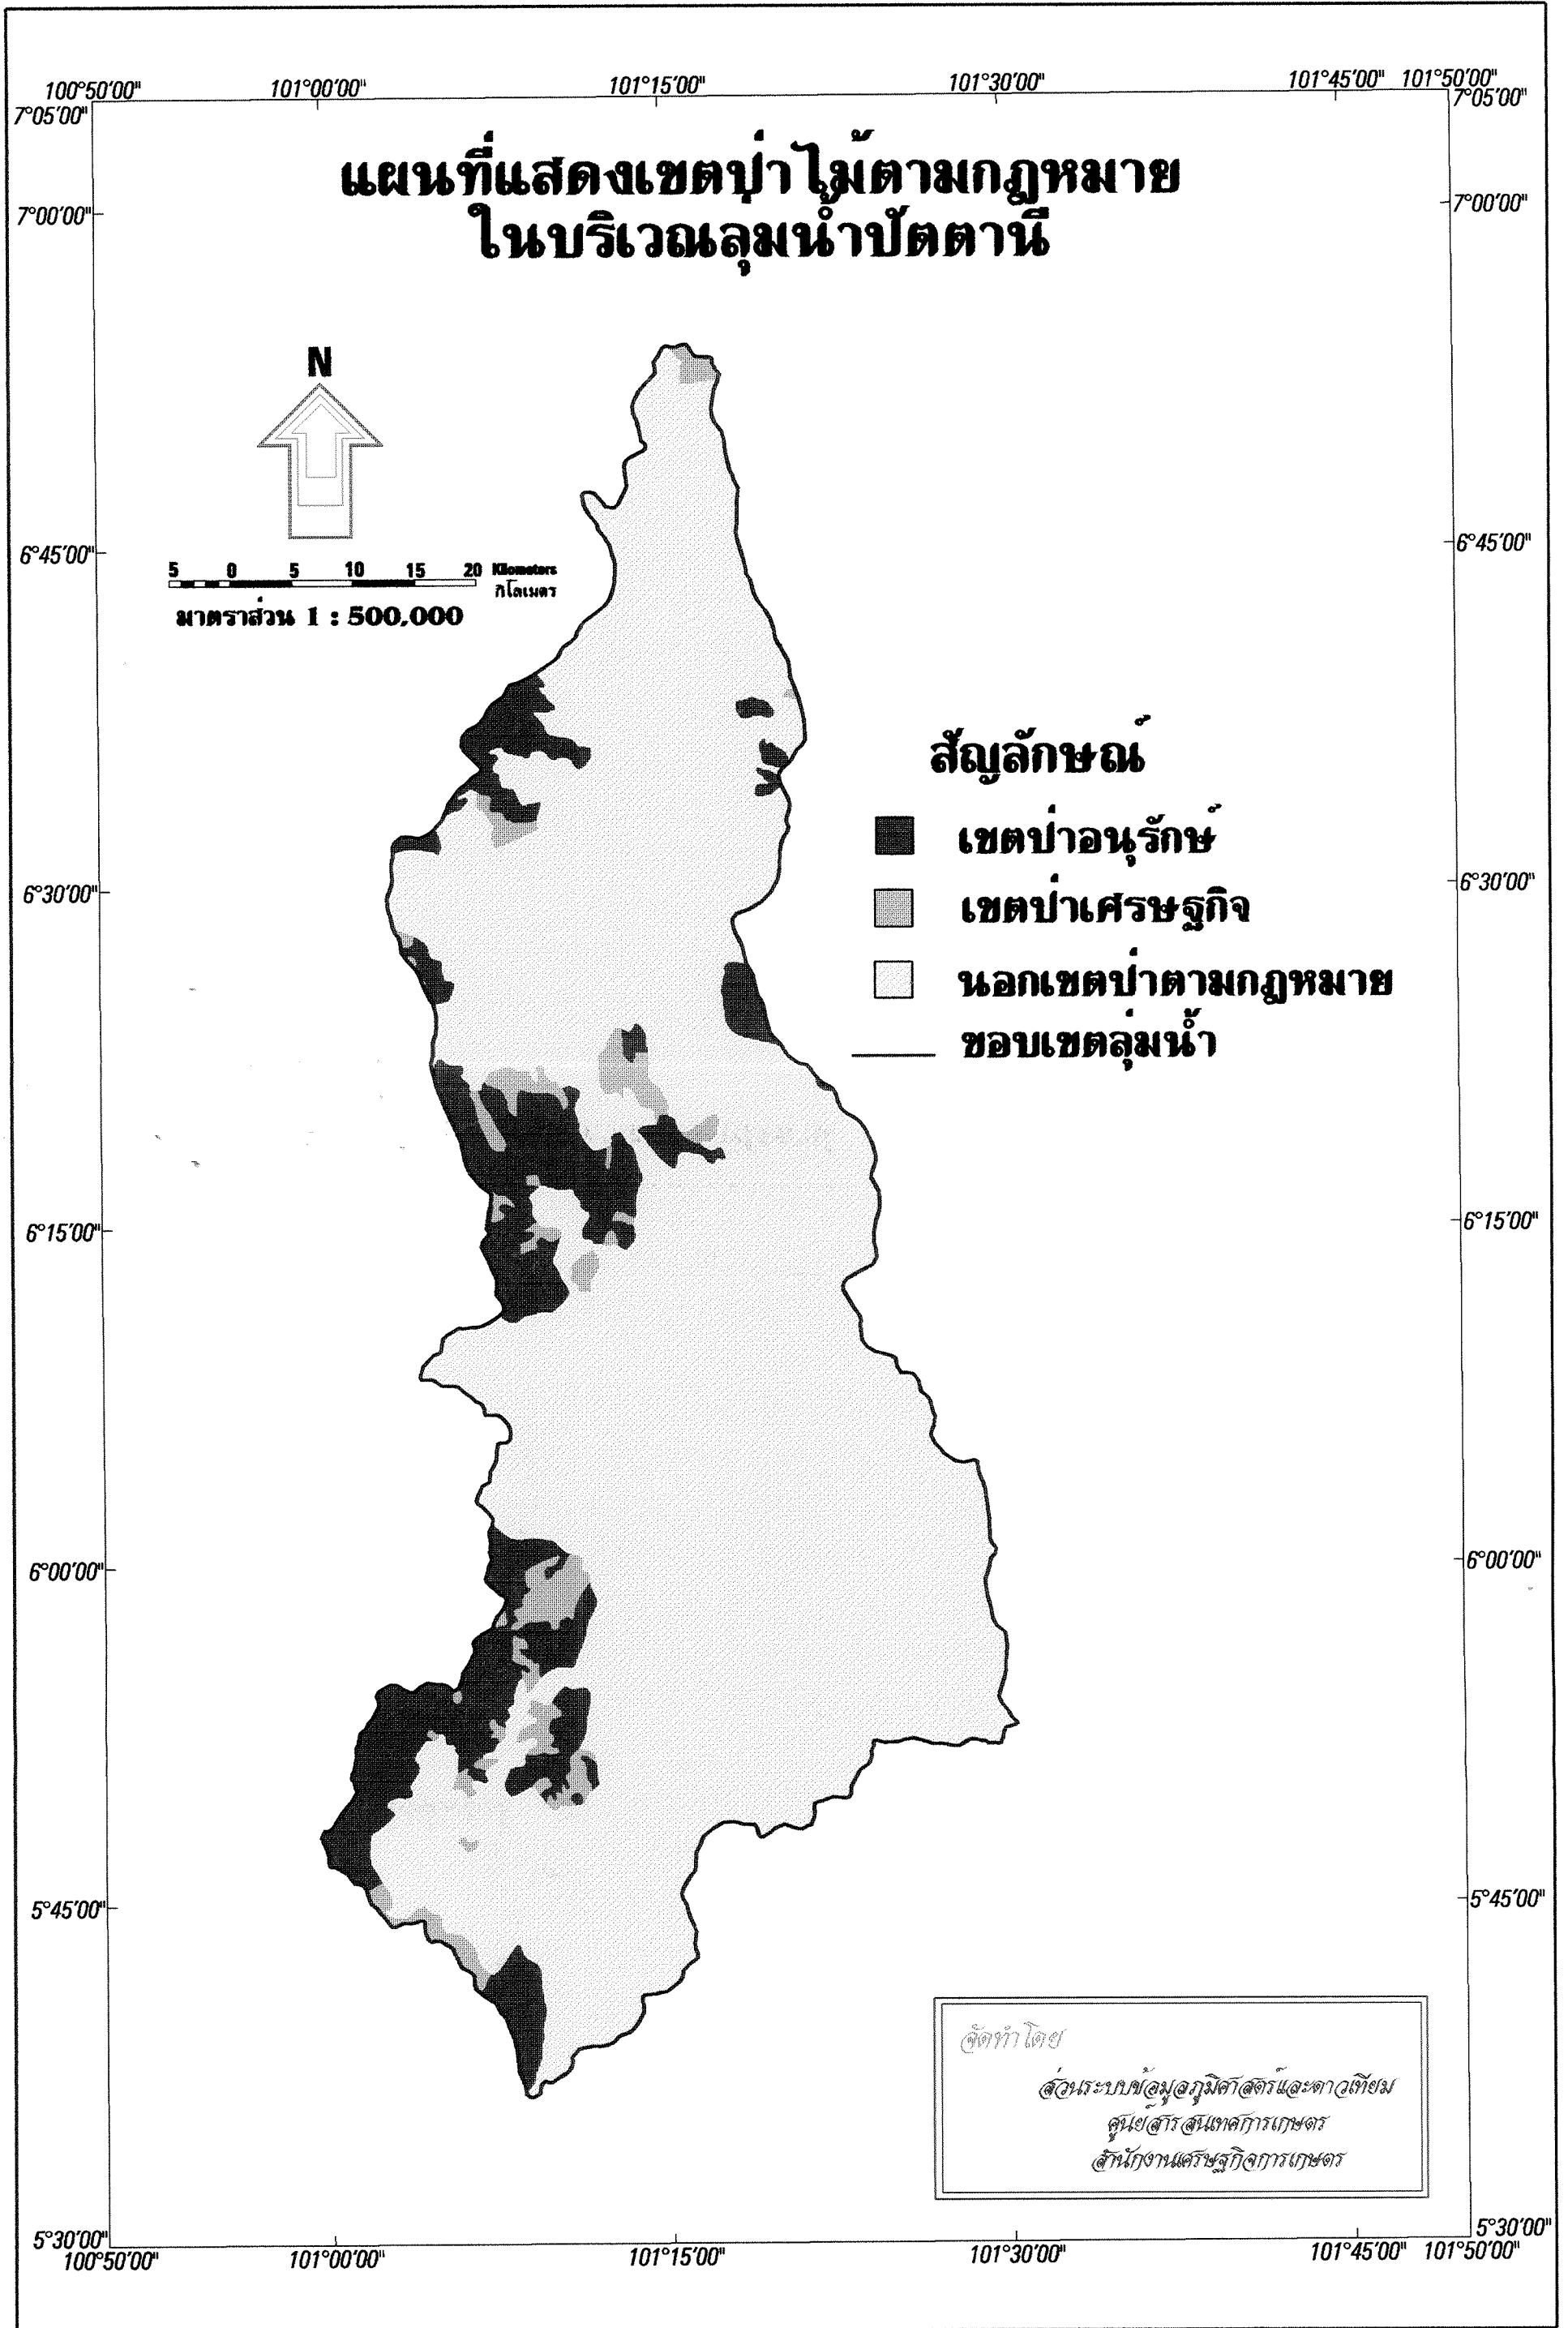 100°50'00" 101°00'00" 101°15'00" 101°30'00" 101°45'00" 101°50'00"
7°05'00" 7°05'00"
แผนที่แสดงเขตป่าไม้ตามกฎหมาย
7°00'00" 7°00'00"
ในบริเวณลุ่มน้ำปัตตานี
N
6°45'00" 6°45'00"
5 0 5 10 15 20 Kilometers
กิโลเมตร
มาตราส่วน 1 : 500,000
สัญลักษณ์
เขตป่าอนุรักษ์
6°30'00" 6°30'00"
เขตป่าเศรษฐกิจ
นอกเขตป่าตามกฎหมาย
ขอบเขตลุ่มน้ำ
6°15'00" 6°15'00"
6°00'00" 6°00'00"
5°45'00" 5°45'00"
จัดทำโดย
ส่วนระบบข้อมูลภูมิศาสตร์และดาวเทียม
ศูนย์สารสนเทศการเกษตร
สำนักงานเศรษฐกิจการเกษตร
5°30'00" 5°30'00"
100°50'00" 101°00'00" 101°15'00" 101°30'00" 101°45'00" 101°50'00"